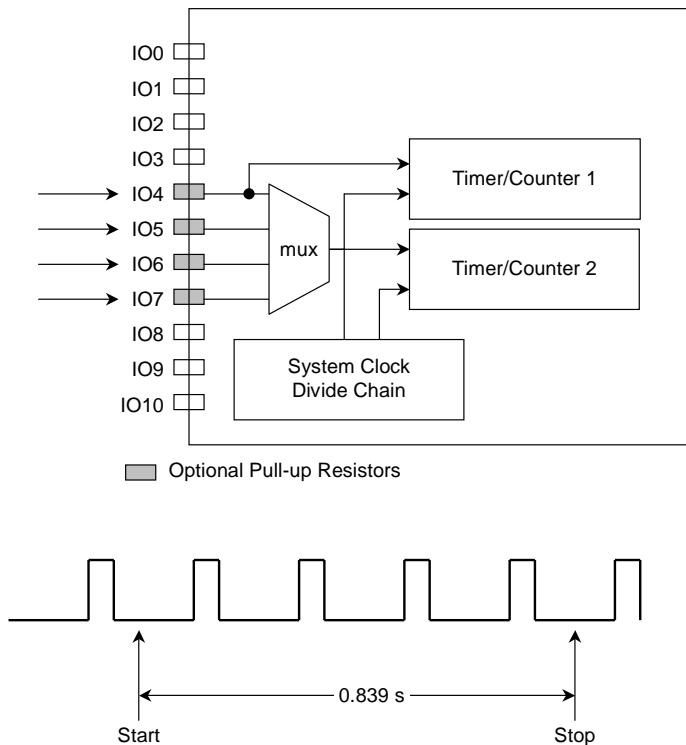 IO0
IO1
IO2
IO3
IO4
IO5
IO6
IO7
IO8
IO9
IO10
mux
Timer/Counter 1
Timer/Counter 2
System Clock
Divide Chain
Optional Pull-up Resistors
0.839 s
Start
Stop